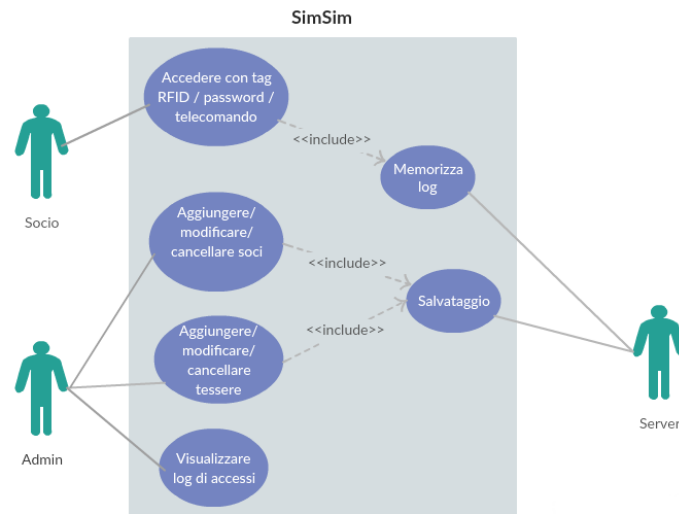 SimSim
Accedere con tag
RFID / password /
telecomando
<<include>>
Memorizza
log
Socio
Aggiungere/
modificare/
cancellare soci
<<include>>
Salvataggio
<<include>>
Aggiungere/
modificare/
cancellare
tessere
Server
Admin
Visualizzare
log di accessi